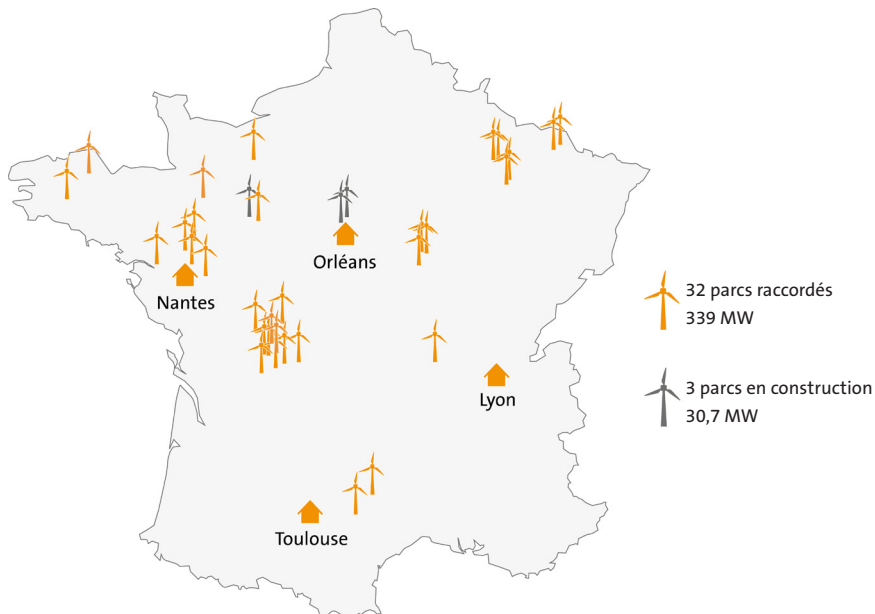 Orléans
Nantes
32 parcs raccordés
339 MW
Lyon
3 parcs en construction
30,7 MW
Toulouse